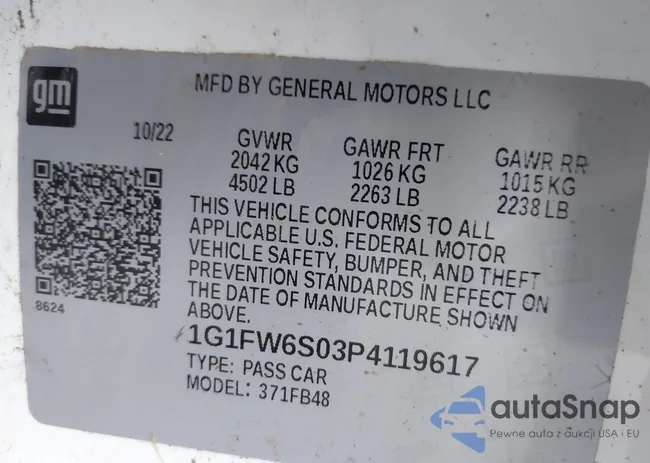 gm
MFD BY GENERAL MOTORS LLC
10/22
GVWR GAWR FRT GAWR RR
2042 KG 1026 KG 1015 KG
4502 LB 2263 LB 2238 LB
THIS VEHICLE CONFORMS TO ALL
APPLICABLE U.S. FEDERAL MOTOR
VEHICLE SAFETY, BUMPER, AND THEFT
PREVENTION STANDARDS IN EFFECT ON
THE DATE OF MANUFACTURE SHOWN
ABOVE.
8624
1G1FW6S03P4119617
TYPE: PASS CAR
MODEL: 371FB48
autaSnap
Pewne auta z aukcji USA i EU